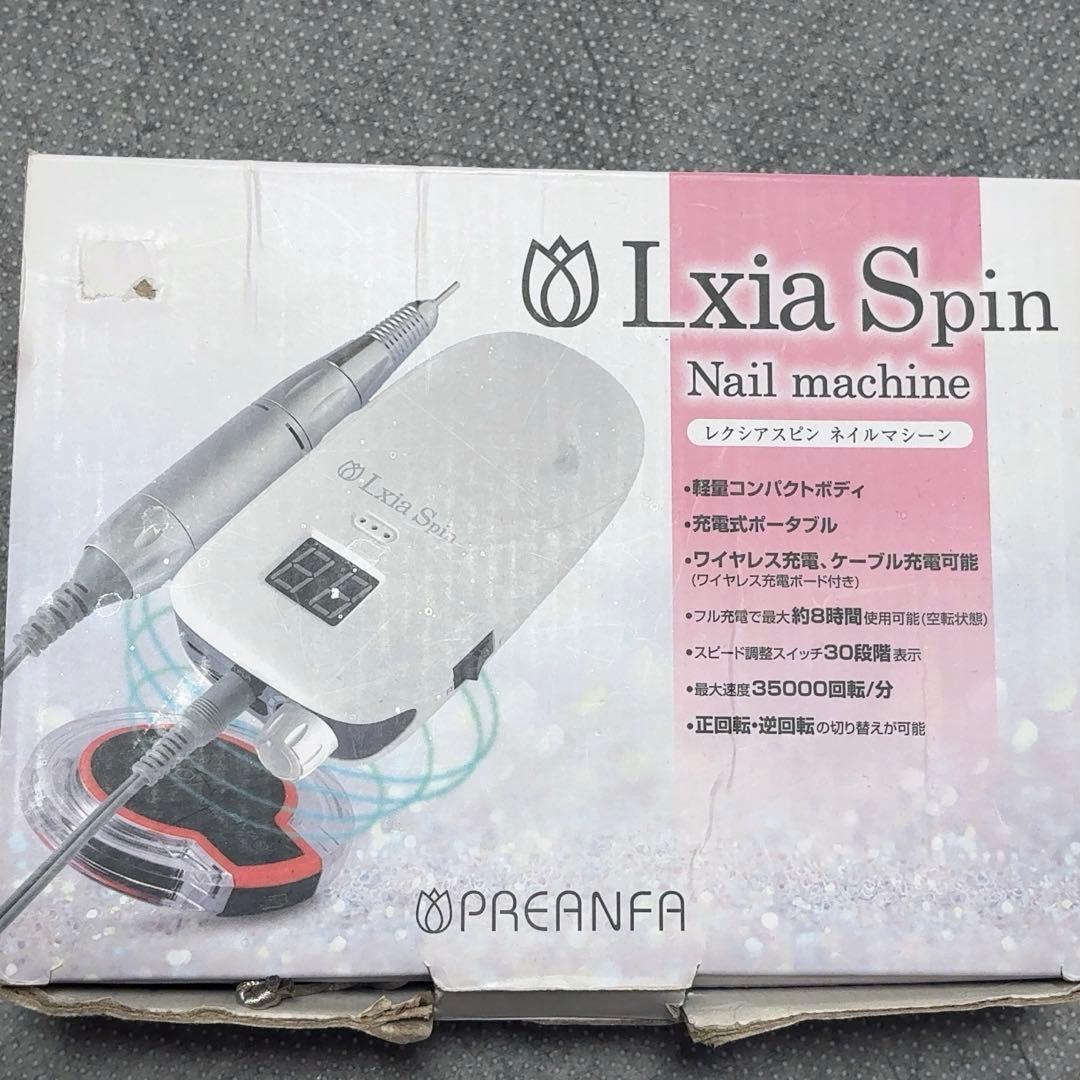 Lxia Spin
Nail machine
レクシアスピン ネイルマシーン
・軽量コンパクトボディ
・充電式ポータブル
・ワイヤレス充電、ケーブル充電可能
(ワイヤレス充電ボード付き)
・フル充電で最大約8時間使用可能(空転状態)
・スピード調整スイッチ30段階表示
・最大速度35000回転/分
・正回転・逆回転の切り替えが可能
Lxia Spin
PREANFA